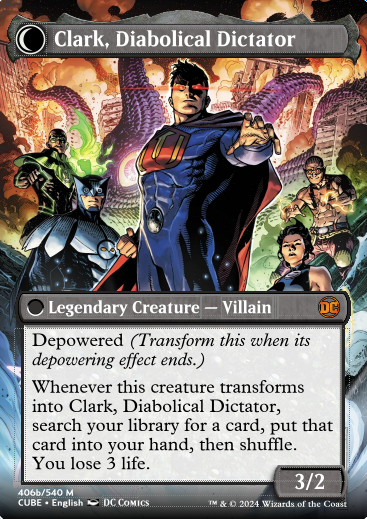 Clark, Diabolical Dictator
U
Legendary Creature — Villain
DC
Depowered (Transform this when its
depowering effect ends.)
Whenever this creature transforms
into Clark, Diabolical Dictator,
search your library for a card, put that
card into your hand, then shuffle.
You lose 3 life.
3/2
406b/540 M
CUBE • English DC Comics
™ & © 2024 Wizards of the Coast